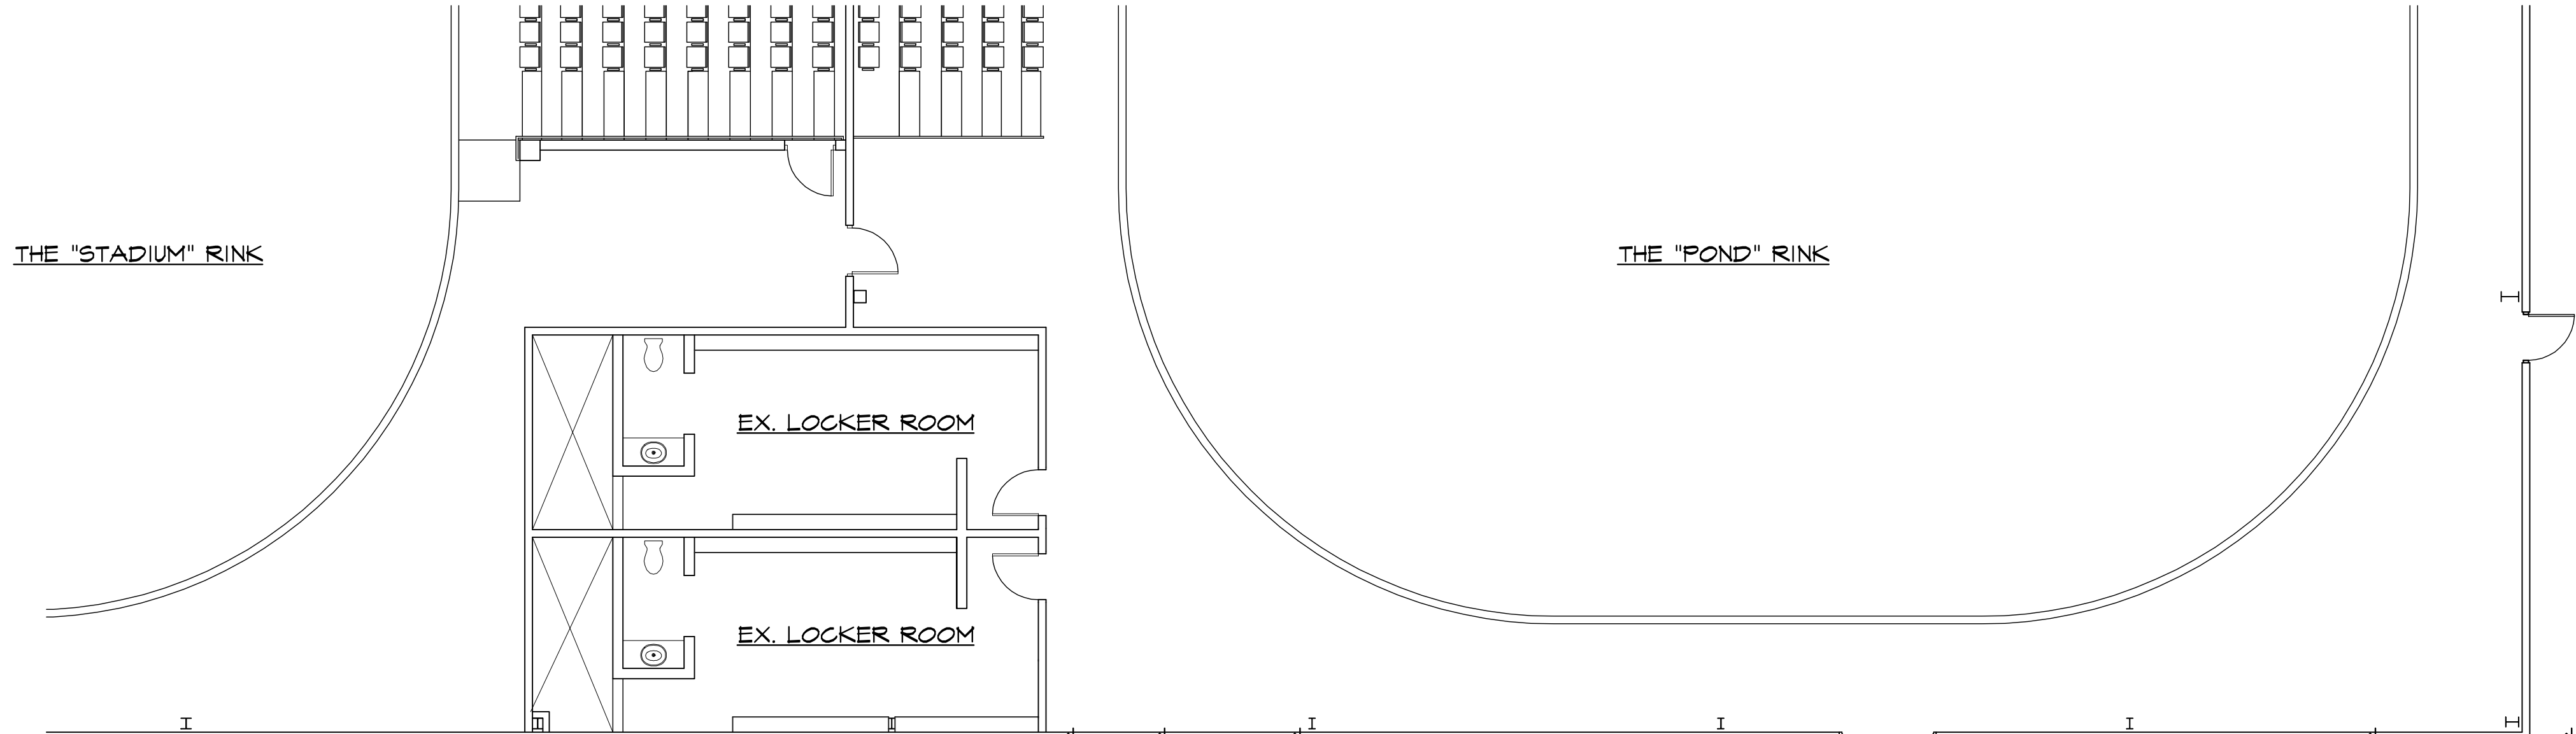 THE "STADIUM" RINK
THE "POND" RINK
EX. LOCKER ROOM
EX. LOCKER ROOM